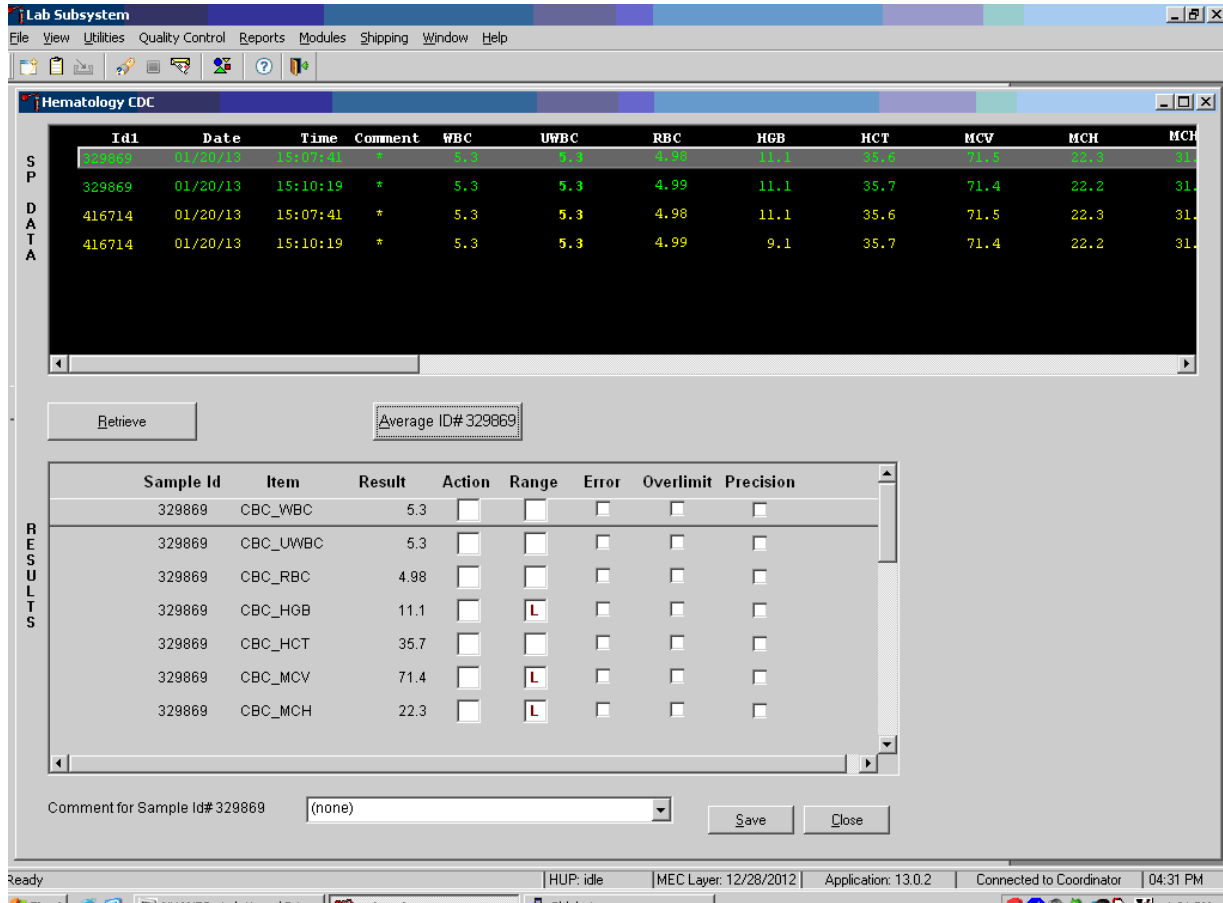 Lab Subsystem
File View Utilities Quality Control Reports Modules Shipping Window Help
Hematology CDC
Id1 Date Time Comment WBC UWBC RBC HGB HCT MCV MCH MCH
329869 01/20/13 15:07:41 * 5.3 5.3 4.98 11.1 35.6 71.5 22.3 31.
329869 01/20/13 15:10:19 * 5.3 5.3 4.99 11.1 35.7 71.4 22.2 31.
416714 01/20/13 15:07:41 * 5.3 5.3 4.98 11.1 35.6 71.5 22.3 31.
416714 01/20/13 15:10:19 * 5.3 5.3 4.99 9.1 35.7 71.4 22.2 31.
SP DATA
Retrieve Average ID# 329869
Sample Id Item Result Action Range Error Overlimit Precision
329869 CBC_WBC 5.3
329869 CBC_UWBC 5.3
329869 CBC_RBC 4.98
329869 CBC_HGB 11.1 L
329869 CBC_HCT 35.7
329869 CBC_MCV 71.4 L
329869 CBC_MCH 22.3 L
RESULTS
Comment for Sample Id# 329869 (none) Save Close
Ready HUP: idle MEC Layer: 12/28/2012 Application: 13.0.2 Connected to Coordinator 04:31 PM